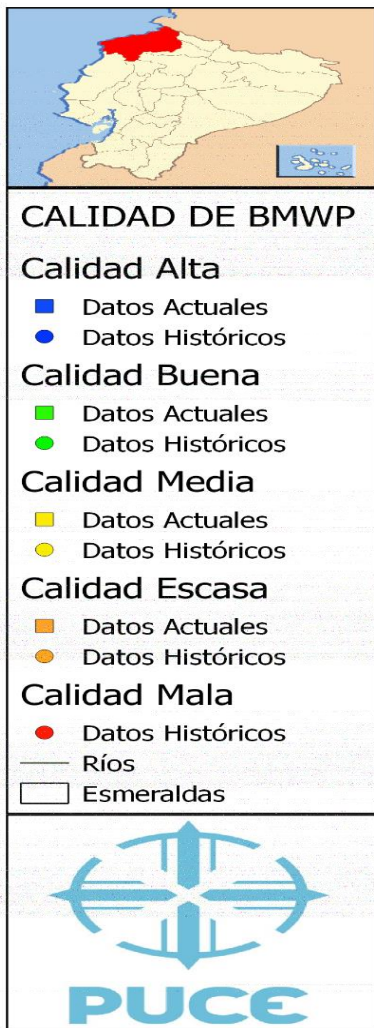 CALIDAD DE BMWP
Calidad Alta
Datos Actuales
Datos Históricos
Calidad Buena
Datos Actuales
Datos Históricos
Calidad Media
Datos Actuales
Datos Históricos
Calidad Escasa
Datos Actuales
Datos Históricos
Calidad Mala
Datos Históricos
Ríos
Esmeraldas
PUCE